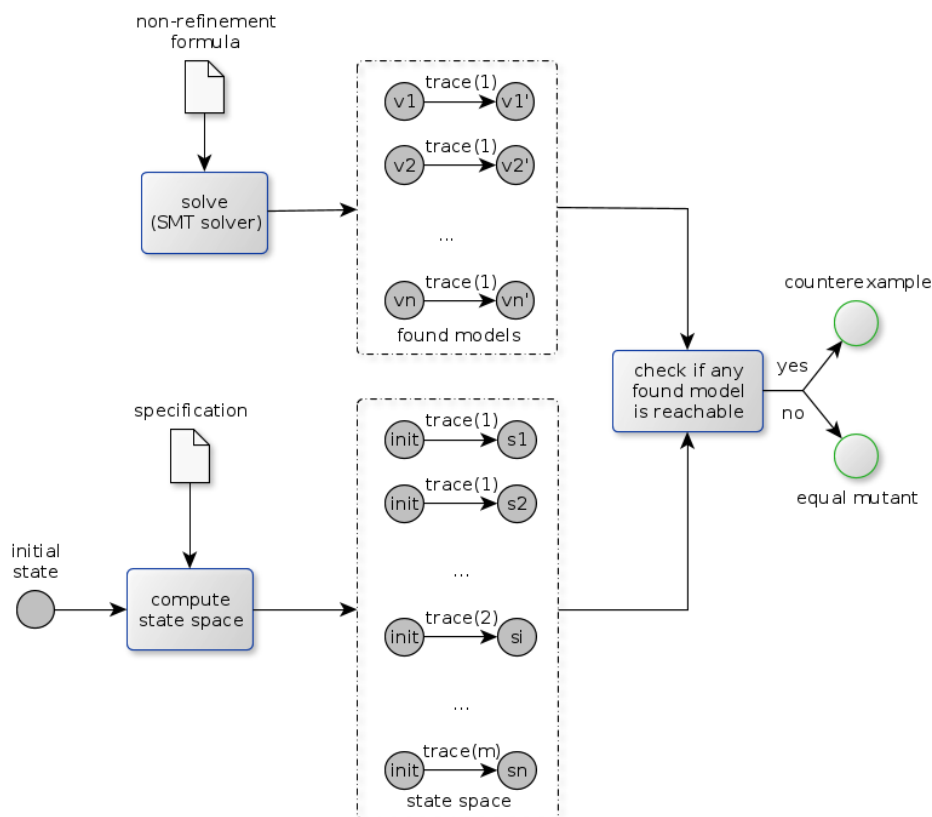 non-refinement
formula
trace(1)
v1
v1'
trace(1)
v2
v2'
solve
(SMT solver)
...
trace(1)
vn
vn'
found models
counterexample
check if any
found model
is reachable
yes
no
equal mutant
specification
trace(1)
init
s1
trace(1)
init
s2
initial
state
compute
state space
...
trace(2)
init
si
...
trace(m)
init
sn
state space